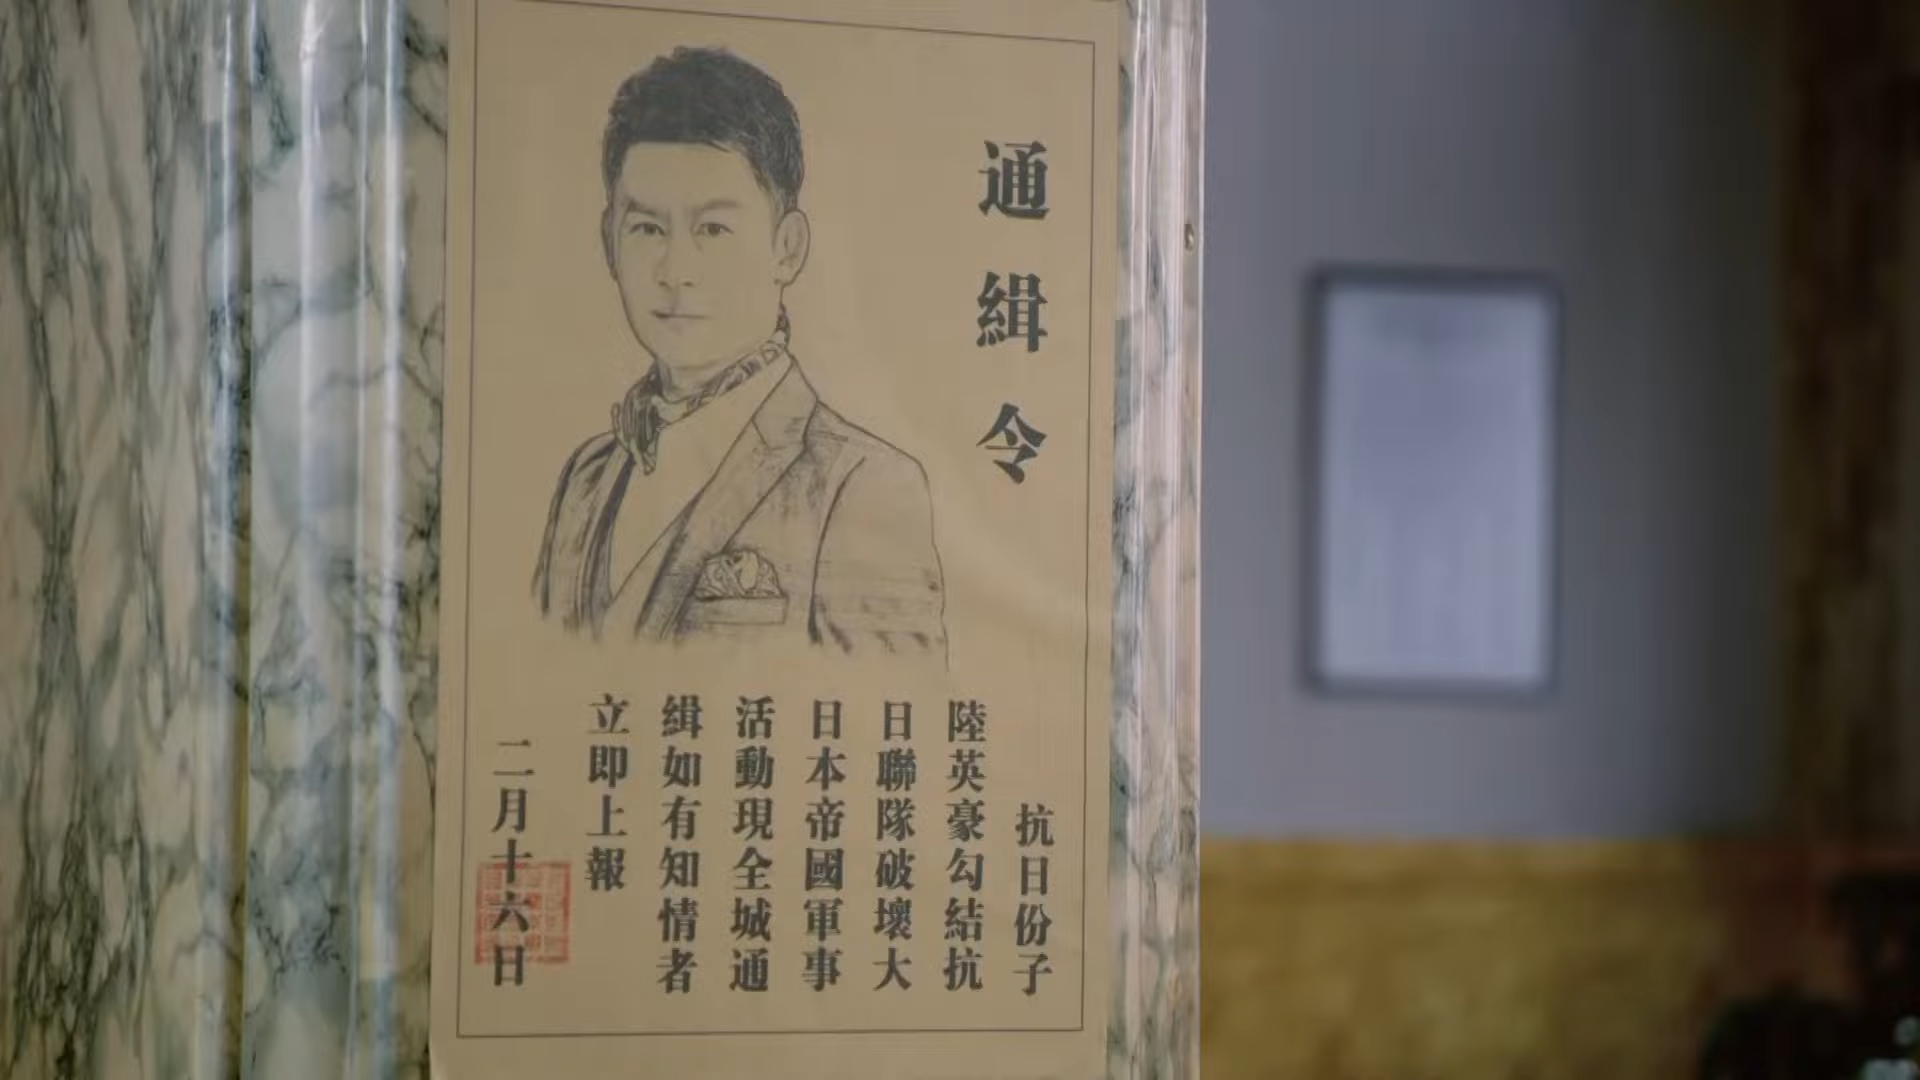 通緝令
抗日份子
陸英豪勾結抗
日聯隊破壞大
日本帝國軍事
活動現全城通
緝如有知情者
立即上報
二月十六日